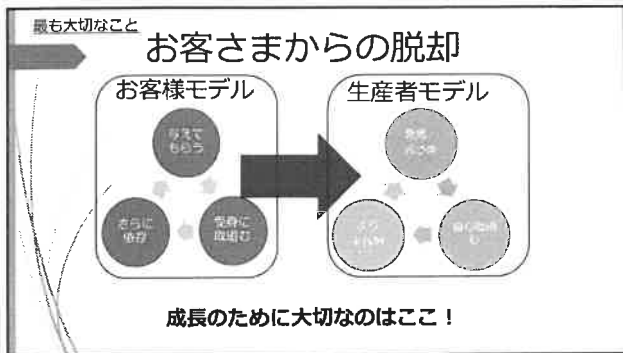 最も大切なこと
お客さまからの脱却
お客様モデル
生産者モデル
与えて
もらう
さらに
依存
受身に
取組む
成長のために大切なのはここ！